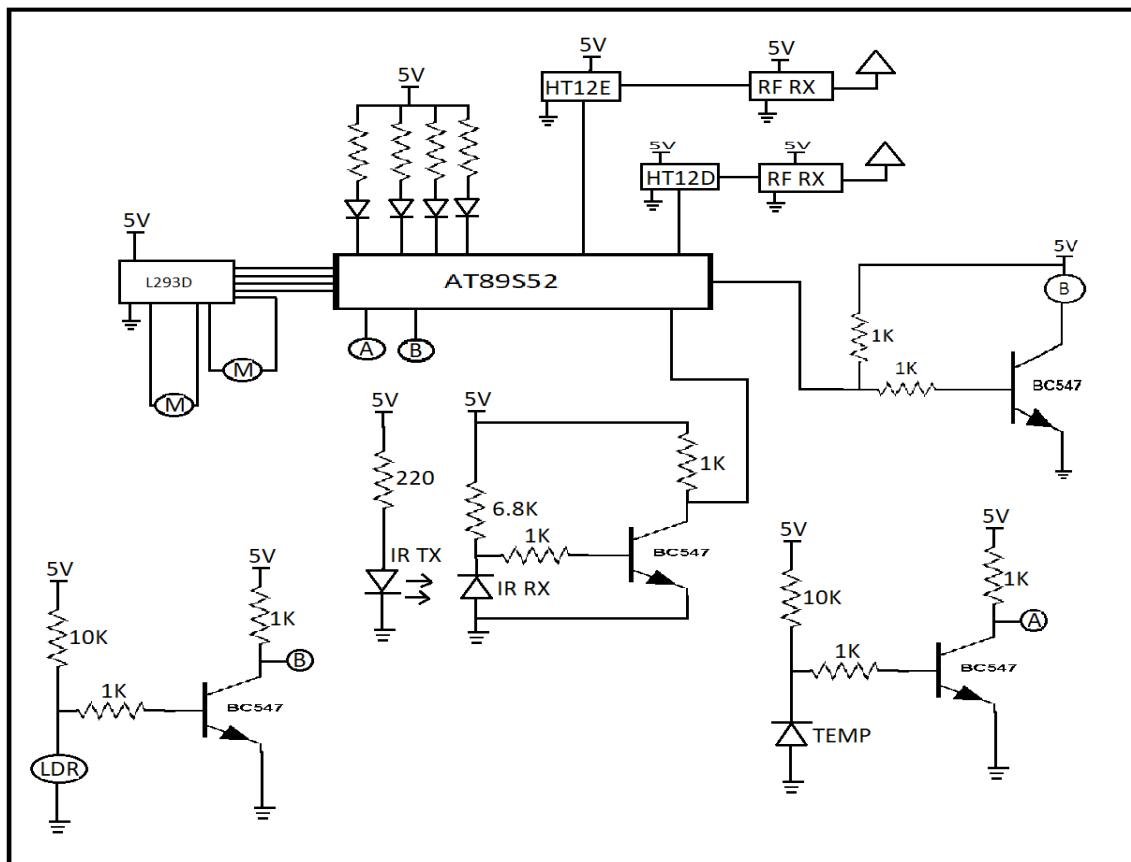 5V
5V
HT12E
RF RX
5V
5V
5V
HT12D
RF RX
5V
L293D
AT89S52
5V
B
A
B
1K
1K
BC547
M
M
5V
5V
220
6.8K
1K
1K
BC547
IR TX
IR RX
5V
5V
10K
1K
B
1K
BC547
LDR
5V
5V
10K
1K
A
1K
BC547
TEMP